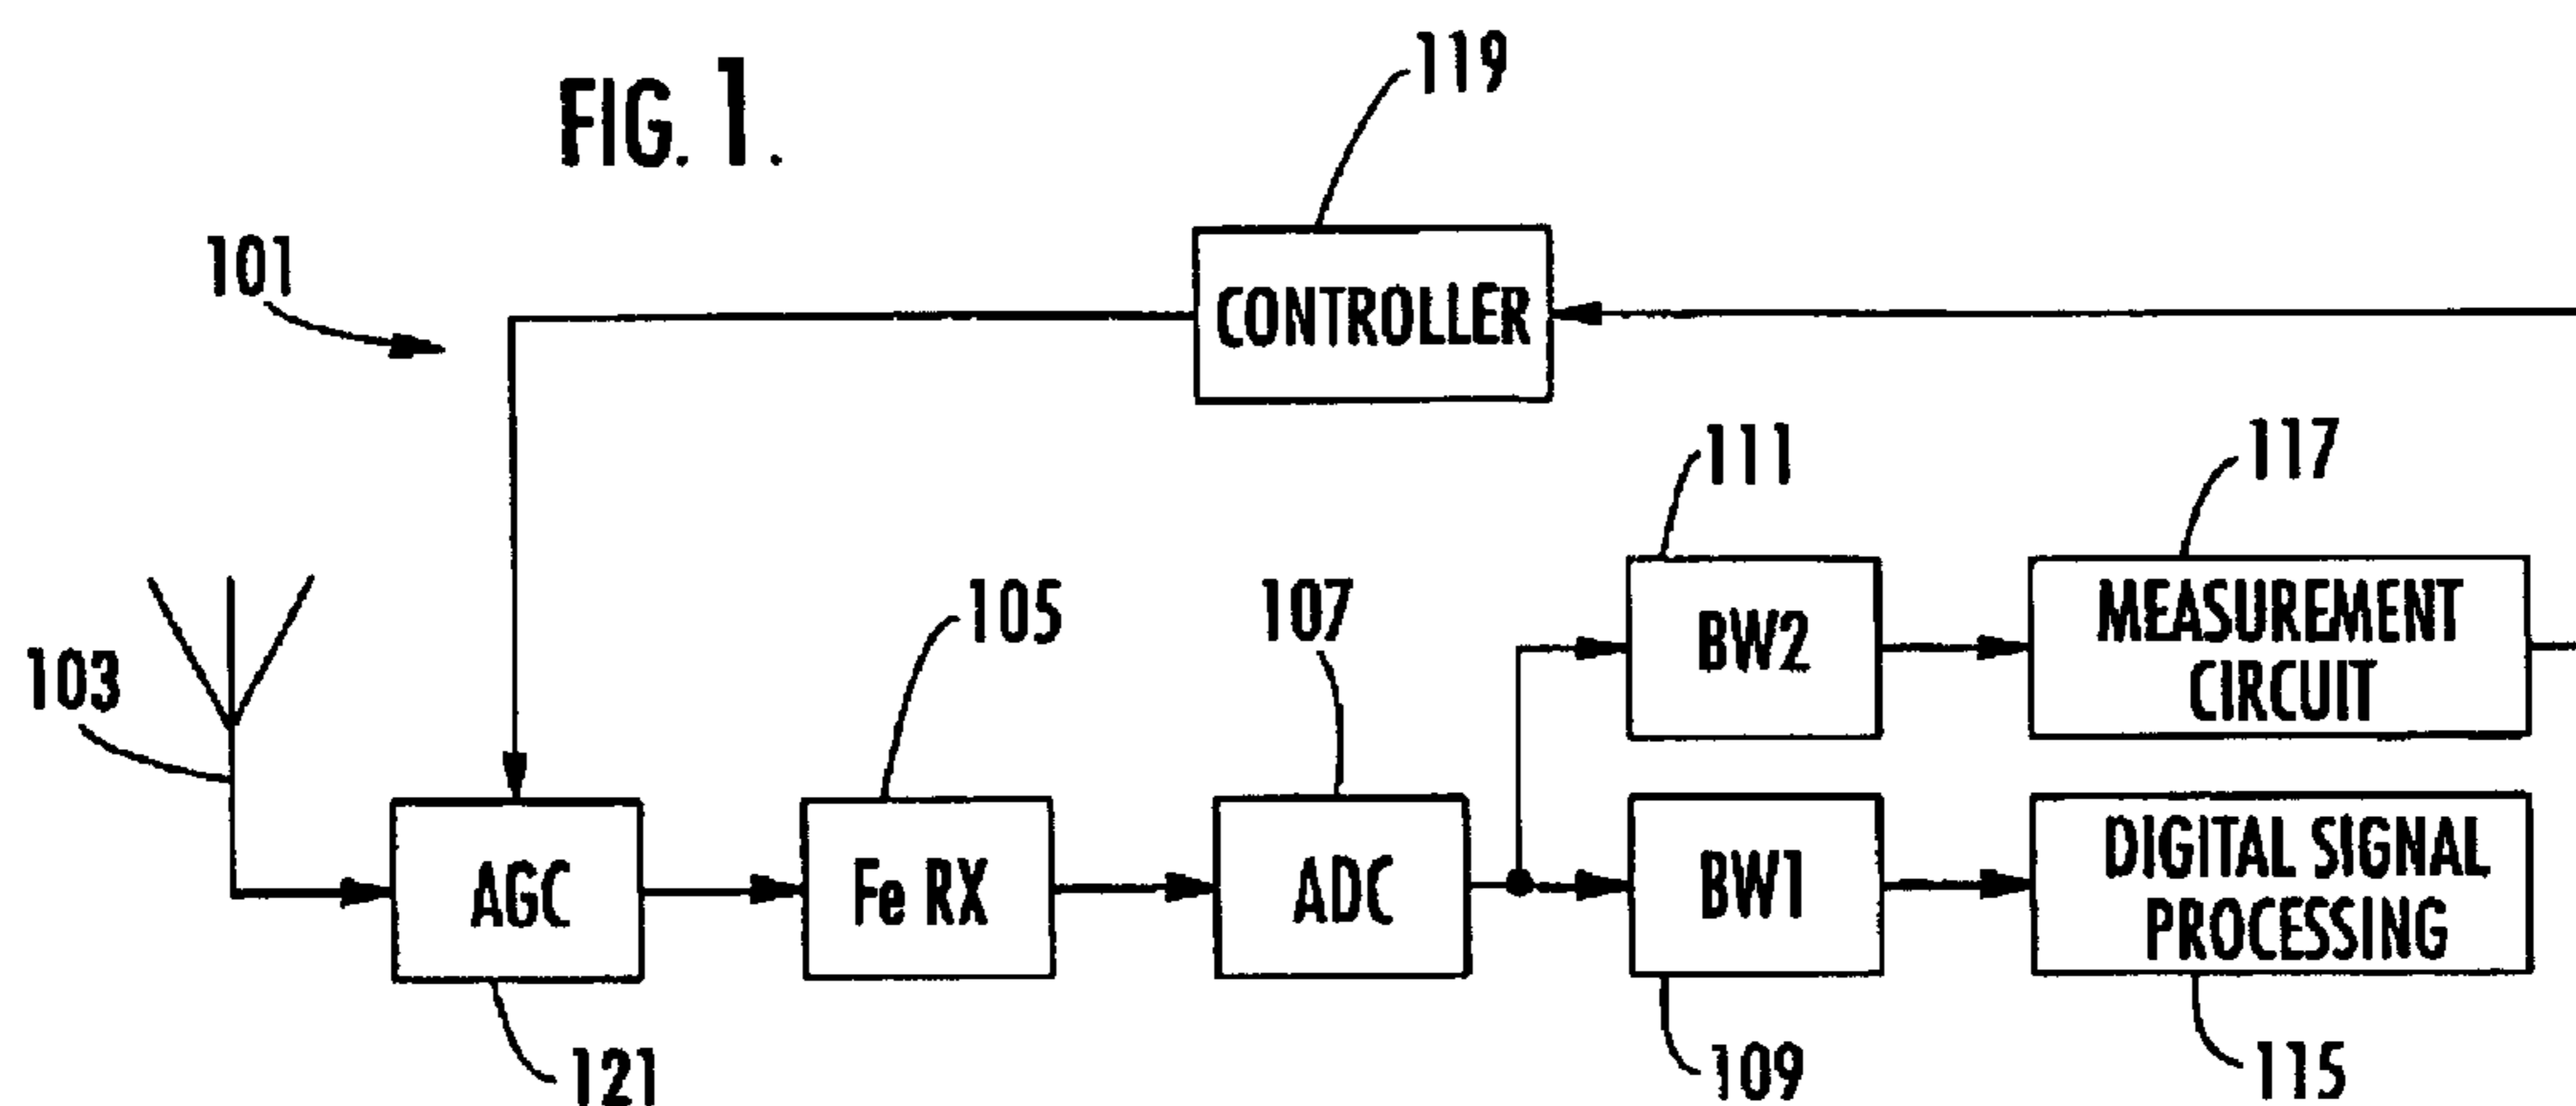 FIG. 1.
119
101
CONTROLLER
111
117
103
105
107
BW2
MEASUREMENT
CIRCUIT
AGC
Fe RX
ADC
BW1
DIGITAL SIGNAL
PROCESSING
121
109
115